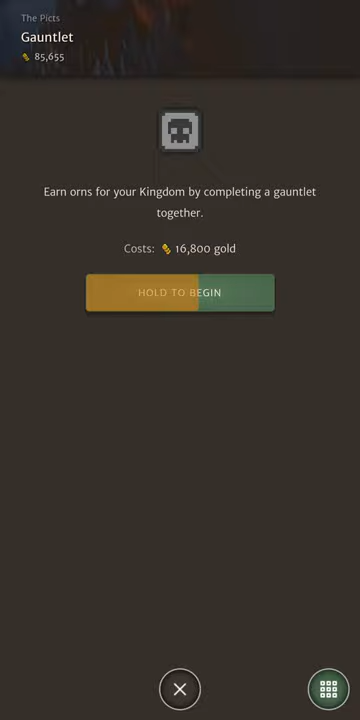 The Picts
Gauntlet
85,655
Earn orns for your Kingdom by completing a gauntlet
together.
Costs: 16,800 gold
HOLD TO BEGIN